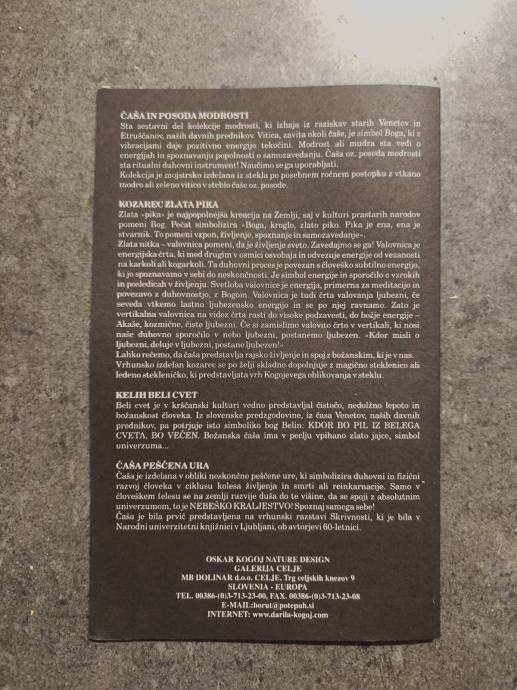 ČAŠA IN POSODA MODROSTI
Sta sestavni del kolekcije modrosti, ki izhaja iz raziskav starih Venetov in
Etruščanov, naših davnih prednikov. Vitica, zavita okoli čaše, je simbol Boga, ki z
vibracijami daje pozitivno energijo tekočini. Modrost ali mudra sta vedi o
energijah in spoznavanju popolnosti o samozavedanju. Čaša oz. posoda modrosti
sta ritualni duhovni instrument! Naučimo se ga uporabljati.
Kolekcija je mojstrsko izdelana iz stekla po posebnem ročnem postopku z vtkano
modro ali zeleno vitico v steblo čaše oz. posode.
KOZAREC ZLATA PIKA
Zlata »pika« je najpopolnejša kreacija na Zemlji, saj v kulturi prastarih narodov
pomeni Bog. Pečat simbolizira »Boga, kroglo, zlato piko. Pika je ena, ena je
stvarnik. To pomeni vzpon, življenje, spoznanje in samozavedanje«.
Zlata nitka – valovnica pomeni, da je življenje sveto. Zavedajmo se ga! Valovnica je
energijska črta, ki med drugim v osmici osvobaja in odvezuje energije od vezanosti
na karkoli ali kogarkoli. Ta duhovni proces je povezan s človeško subtilno energijo,
ki jo spoznavamo v sebi do neskončnosti. Je simbol energije in sporočilo o vzrokih
in posledicah v življenju. Svetloba valovnice je energija, primerna za meditacijo in
povezavo z duhovnostjo, z Bogom. Valovnica je tudi črta valovanja ljubezni, če
seveda vtkemo lastno ljubezensko energijo in se po njej ravnamo. Zato je
vertikalna valovnica na videz črta rasti do visoke podzavesti, do božje energije –
Akaše, kozmične, čiste ljubezni. Če si zamislimo valovito črto v vertikali, ki nosi
naše duhovno sporočilo v nebo ljubezni, postanemo ljubezen. »Kdor misli o
ljubezni, deluje v ljubezni, postane ljubezen!«
Lahko rečemo, da čaša predstavlja rajsko življenje in spoj z božanskim, ki je v nas.
Vrhunsko izdelan kozarec se po želji skladno dopolnjuje z magično steklenico ali
ledeno stekleničko, ki predstavljata vrh Kogojevega oblikovanja v steklu.
KELIH BELI CVET
Beli cvet je v krščanski kulturi vedno predstavljal čistočo, nedolžno lepoto in
božanskost človeka. Iz slovenske predzgodovine, iz časa Venetov, naših davnih
prednikov, pa potrjuje isto simboliko bog Belin: KDOR BO PIL IZ BELEGA
CVETA, BO VEČEN. Božanska čaša ima v peclju vpihano zlato jajce, simbol
univerzuma...
ČAŠA PEŠČENA URA
Čaša je izdelana v obliki neskončne peščene ure, ki simbolizira duhovni in fizični
razvoj človeka v ciklusu kolesa življenja in smrti ali reinkarnacije. Samo v
človeškem telesu se na zemlji razvije duša do te višine, da se spoji z absolutnim
univerzumom, to je NEBEŠKO KRALJESTVO! Spoznaj samega sebe!
Čaša je bila prvič predstavljena na vrhunski razstavi Skrivnosti, ki je bila v
Narodni univerzitetni knjižnici v Ljubljani, ob avtorjevi 60-letnici.
OSKAR KOGOJ NATURE DESIGN
GALERIJA CELJE
MB DOLINAR d.o.o. CELJE, Trg celjskih knezov 9
SLOVENIA - EUROPA
TEL. 00386-(0)3-713-23-00, FAX. 00386-(0)3-713-23-08
E-MAIL:borut@potepuh.si
INTERNET: www.darila-kogoj.com